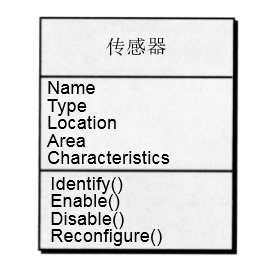 传感器
Name
Type
Location
Area
Characteristics
Identify()
Enable()
Disable()
Reconfigure()